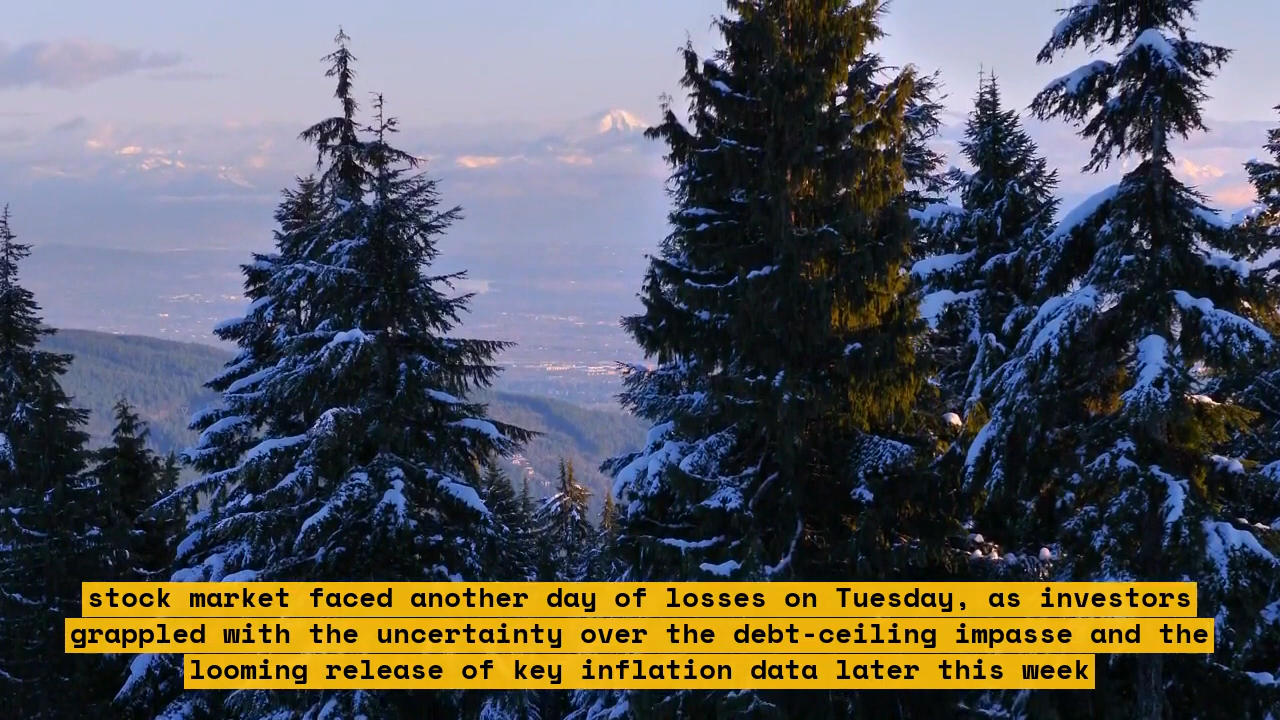 stock market faced another day of losses on Tuesday, as investors
grappled with the uncertainty over the debt-ceiling impasse and the
looming release of key inflation data later this week